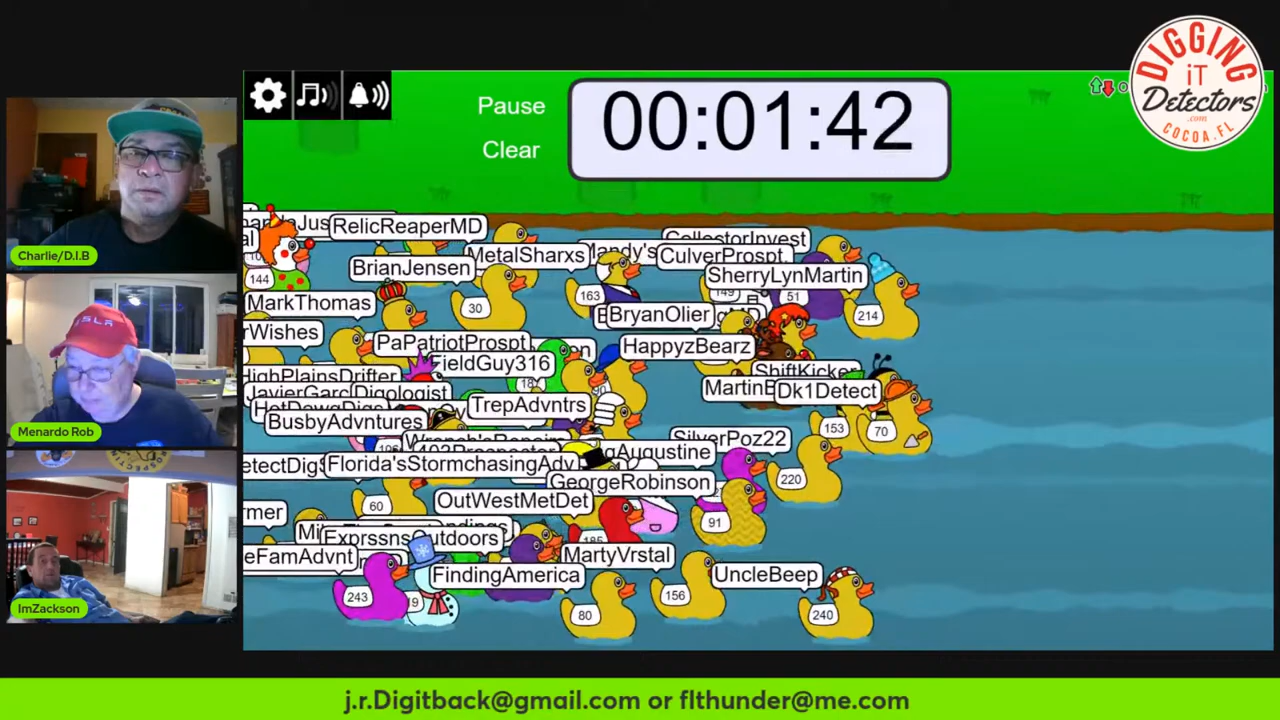 DIGGING
iT
Detectors
.com
COCOA.FL
Pause
Clear
00:01:42
Charlie/D.I.B
Menardo Rob
ImZackson
RelicReaperMD
CollectorInvest
MetalSharxs
Mandy's
CulverProspt
BrianJensen
SherryLynMartin
144
MarkThomas
30
163
51
214
BryanOlier
rWishes
PaPatriotProspt
HappyzBearz
FieldGuy316
ShiftKicker
HighPlainsDrifter
Dk1Detect
TrepAdvntrs
BusbyAdvntures
153
70
SilverPoz22
gAugustine
Florida'sStormchasingAdv
GeorgeRobinson
220
60
OutWestMetDet
91
rmer
ExprssnsOutdoors
eFamAdvnt
MartyVrstal
FindingAmerica
UncleBeep
243
156
80
240
j.r.Digitback@gmail.com or flthunder@me.com